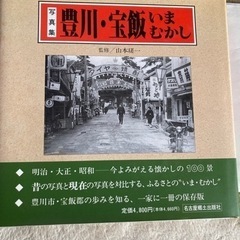 写真集
豊川・宝飯 いまむかし
監修／山本瑳一
●明治・大正・昭和──今よみがえる懐かしの100景
●昔の写真と現在の写真を対比する、ふるさとの“いま・むかし”
●豊川市・宝飯郡の歩みを知る、一家に一冊の保存版
定価4,800円
名古屋郷土出版社